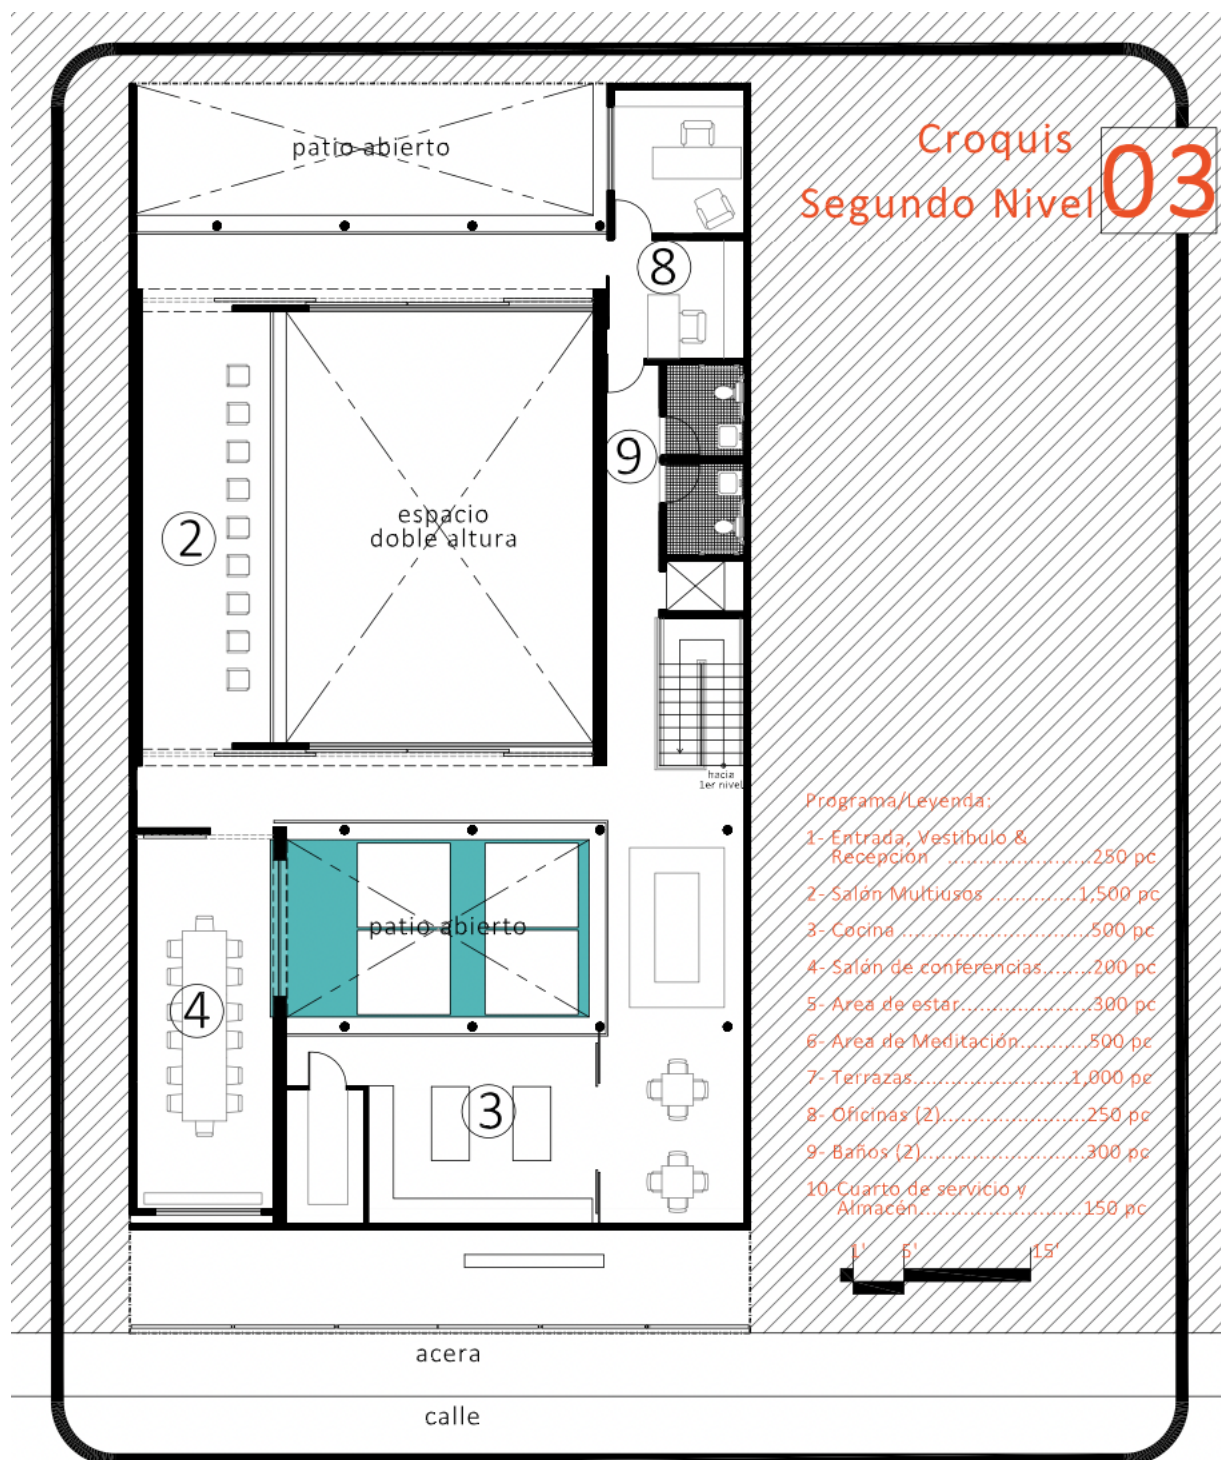 Croquis
Segundo Nivel
03
patio abierto
8
9
2
espacio
doble altura
hacia
1er nivel
patio abierto
4
3
Programa/Leyenda:
1- Entrada, Vestibulo &
Recepción ........................250 pc
2- Salón Multiusos ...............1,500 pc
3- Cocina ................................500 pc
4- Salón de conferencias........200 pc
5- Area de estar.......................300 pc
6- Area de Meditación............500 pc
7- Terrazas...........................1,000 pc
8- Oficinas (2).........................250 pc
9- Baños (2)............................300 pc
10-Cuarto de servicio y
Almacén............................150 pc
1' 5' 15'
acera
calle